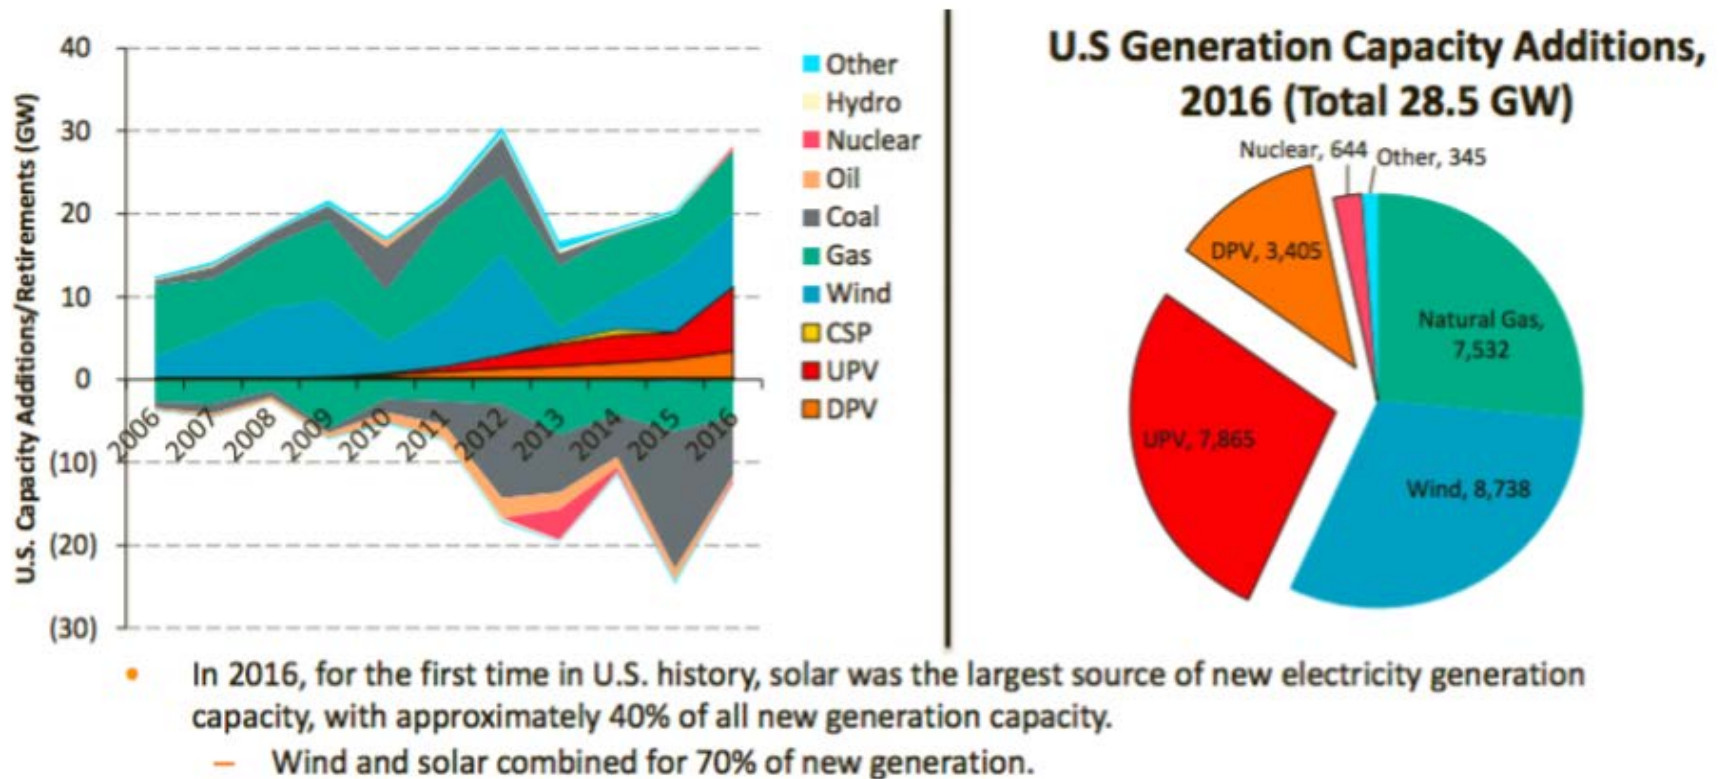 U.S. Capacity Additions/Retirements (GW)
40
30
20
10
0
(10)
(20)
(30)
2006
2007
2008
2009
2010
2011
2012
2013
2014
2015
2016
Other
Hydro
Nuclear
Oil
Coal
Gas
Wind
CSP
UPV
DPV
U.S Generation Capacity Additions,
2016 (Total 28.5 GW)
Nuclear, 644
Other, 345
DPV, 3,405
Natural Gas,
7,532
UPV, 7,865
Wind, 8,738
• In 2016, for the first time in U.S. history, solar was the largest source of new electricity generation
capacity, with approximately 40% of all new generation capacity.
– Wind and solar combined for 70% of new generation.